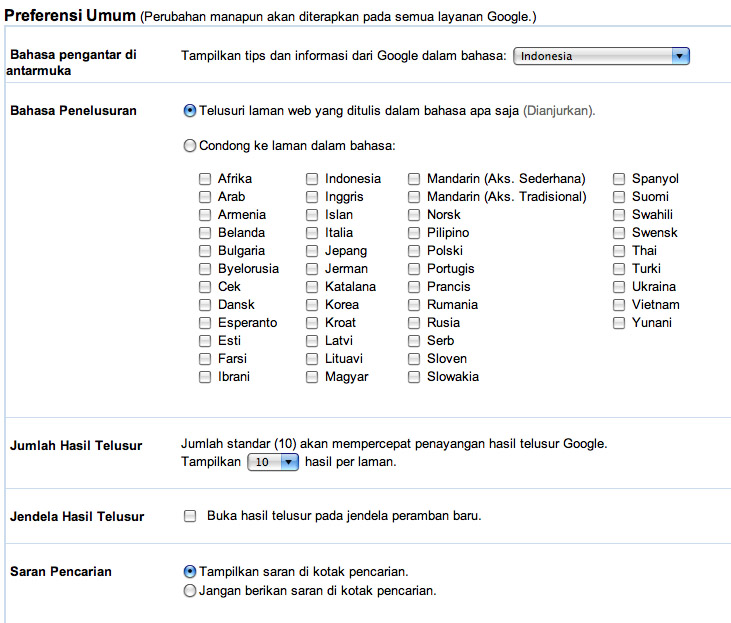 Preferensi Umum (Perubahan manapun akan diterapkan pada semua layanan Google.)
Bahasa pengantar di antarmuka
Tampilkan tips dan informasi dari Google dalam bahasa: Indonesia
Bahasa Penelusuran
Telusuri laman web yang ditulis dalam bahasa apa saja (Dianjurkan).
Condong ke laman dalam bahasa:
Afrika
Arab
Armenia
Belanda
Bulgaria
Byelorusia
Cek
Dansk
Esperanto
Esti
Farsi
Ibrani
Indonesia
Inggris
Islan
Italia
Jepang
Jerman
Katalana
Korea
Kroat
Latvi
Lituavi
Magyar
Mandarin (Aks. Sederhana)
Mandarin (Aks. Tradisional)
Norsk
Pilipino
Polski
Portugis
Prancis
Rumania
Rusia
Serb
Sloven
Slowakia
Spanyol
Suomi
Swahili
Swensk
Thai
Turki
Ukraina
Vietnam
Yunani
Jumlah Hasil Telusur
Jumlah standar (10) akan mempercepat penayangan hasil telusur Google.
Tampilkan 10 hasil per laman.
Jendela Hasil Telusur
Buka hasil telusur pada jendela peramban baru.
Saran Pencarian
Tampilkan saran di kotak pencarian.
Jangan berikan saran di kotak pencarian.